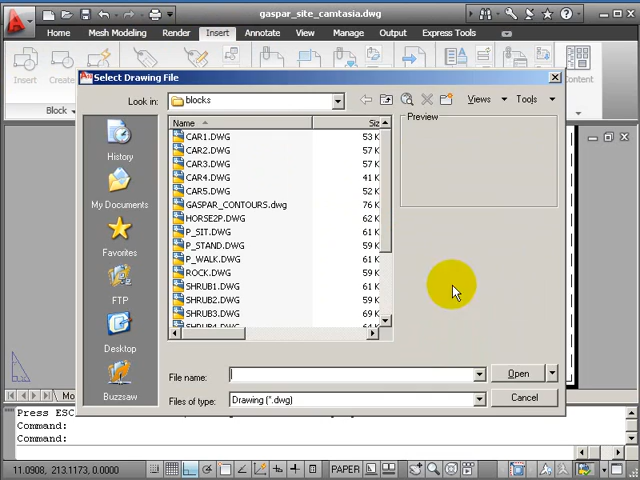 gaspar_site_camtasia.dwg
Home Mesh Modeling Render Insert View Manage Output Express Tools
Insert Create Content
Block
Select Drawing File
Look in: blocks Views Tools
Name Siz Preview
CAR1.DWG 53 K
CAR2.DWG 57 K
CAR3.DWG 57 K
CAR4.DWG 41 K
CAR5.DWG 52 K
GASPAR_CONTOURS.dwg 76 K
HORSE2P.DWG 62 K
P_SIT.DWG 61 K
P_STAND.DWG 61 K
P_WALK.DWG 61 K
ROCK.DWG 59 K
SHRUB1.DWG 61 K
SHRUB2.DWG 59 K
SHRUB3.DWG 69 K
History
My Documents
Favorites
FTP
Desktop
Buzzsaw
File name: Open
Files of type: Drawing (*.dwg) Cancel
Mo
Press ESC
Command:
Command:
11.0908, 213.1173, 0.0000 PAPER